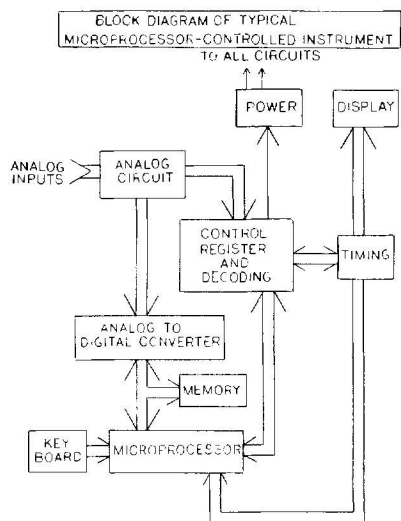 BLOCK DIAGRAM OF TYPICAL
MICROPROCESSOR-CONTROLLED INSTRUMENT
TO ALL CIRCUITS
POWER
DISPLAY
ANALOG
INPUTS
ANALOG
CIRCUIT
CONTROL
REGISTER
AND
DECODING
TIMING
ANALOG TO
DIGITAL CONVERTER
MEMORY
KEY
BOARD
MICROPROCESSOR